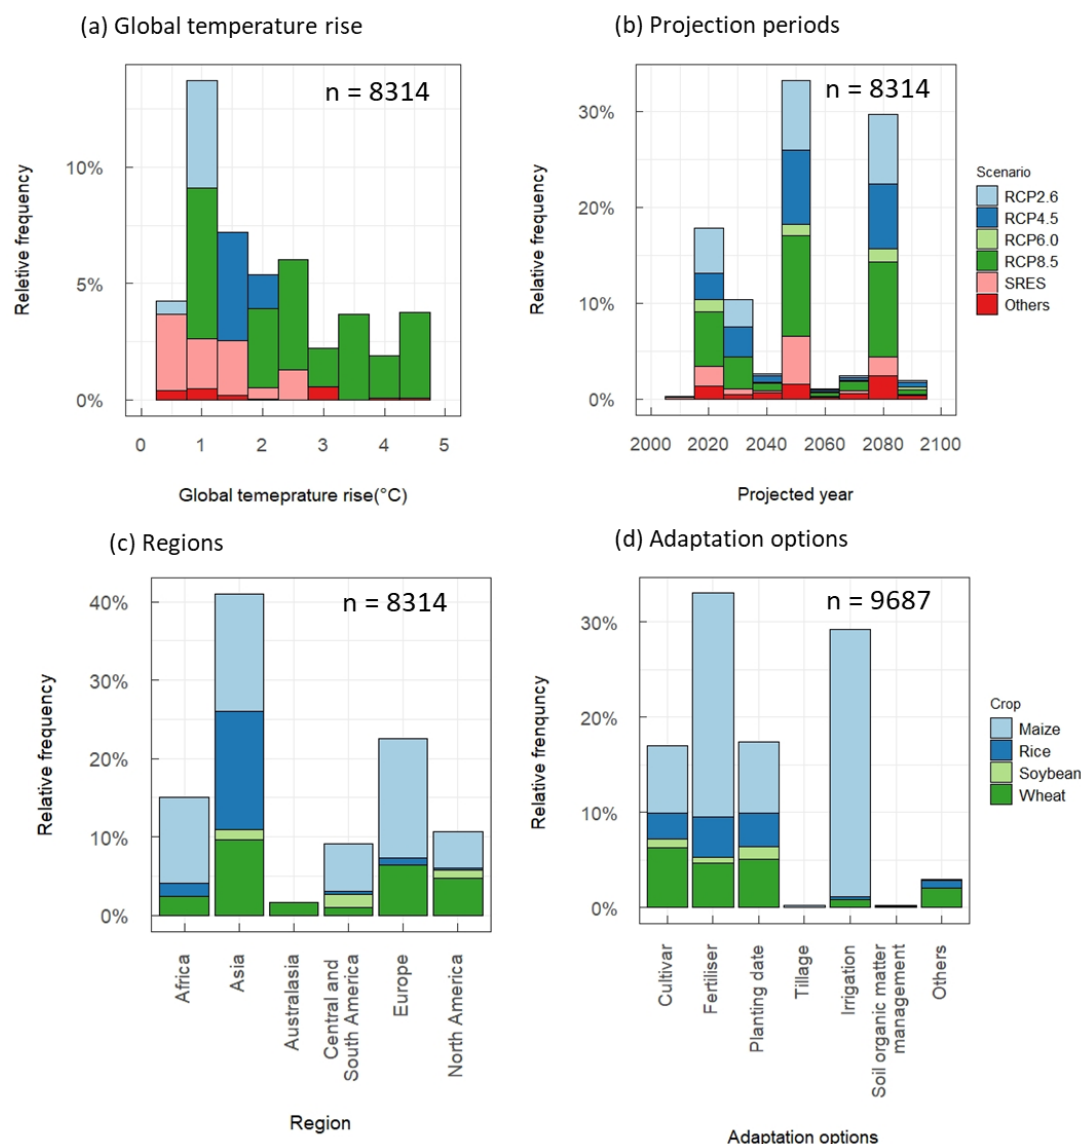 (a) Global temperature rise
n = 8314
Relative frequency
10%
5%
0%
0 1 2 3 4 5
Global temeprature rise(°C)
(b) Projection periods
n = 8314
Relative frequency
30%
20%
10%
0%
2000 2020 2040 2060 2080 2100
Projected year
Scenario
RCP2.6
RCP4.5
RCP6.0
RCP8.5
SRES
Others
(c) Regions
n = 8314
Relative frequency
40%
30%
20%
10%
0%
Africa
Asia
Australasia
Central and
South America
Europe
North America
Region
(d) Adaptation options
n = 9687
Relative frenquncy
30%
20%
10%
0%
Cultivar
Fertiliser
Planting date
Tillage
Irrigation
Soil organic matter
management
Others
Adaptation options
Crop
Maize
Rice
Soybean
Wheat